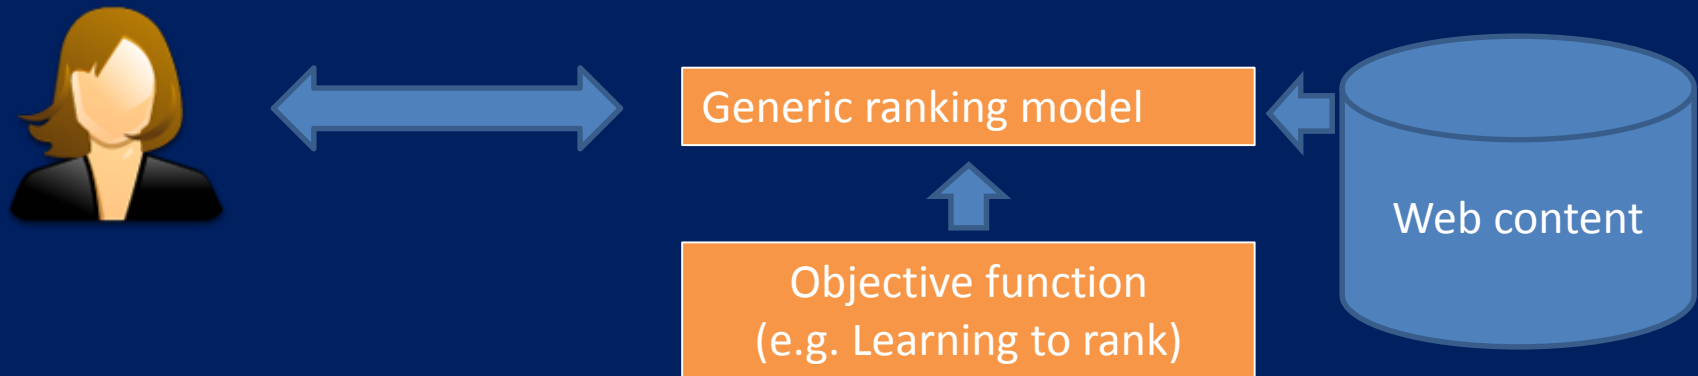 Generic ranking model
Web content
Objective function
(e.g. Learning to rank)